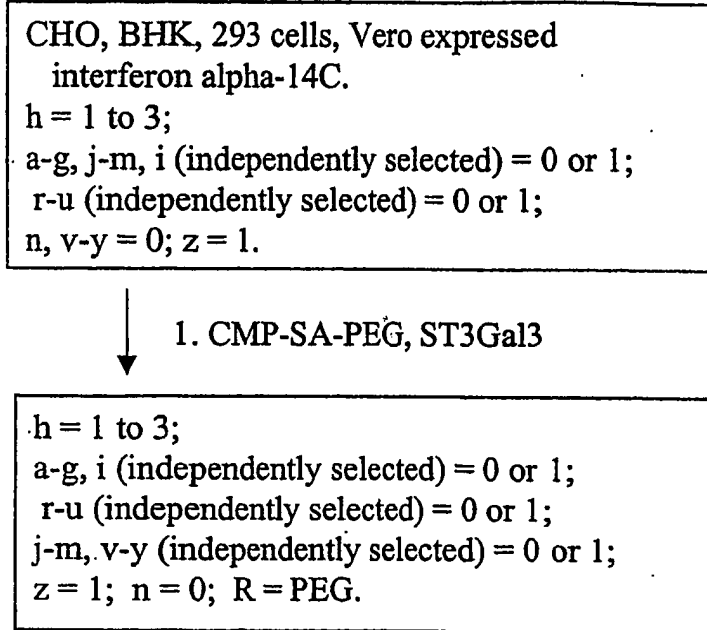 CHO, BHK, 293 cells, Vero expressed
interferon alpha-14C.
h = 1 to 3;
a-g, j-m, i (independently selected) = 0 or 1;
r-u (independently selected) = 0 or 1;
n, v-y = 0; z = 1.
1. CMP-SA-PEG, ST3Gal3
h = 1 to 3;
a-g, i (independently selected) = 0 or 1;
r-u (independently selected) = 0 or 1;
j-m, v-y (independently selected) = 0 or 1;
z = 1; n = 0; R = PEG.